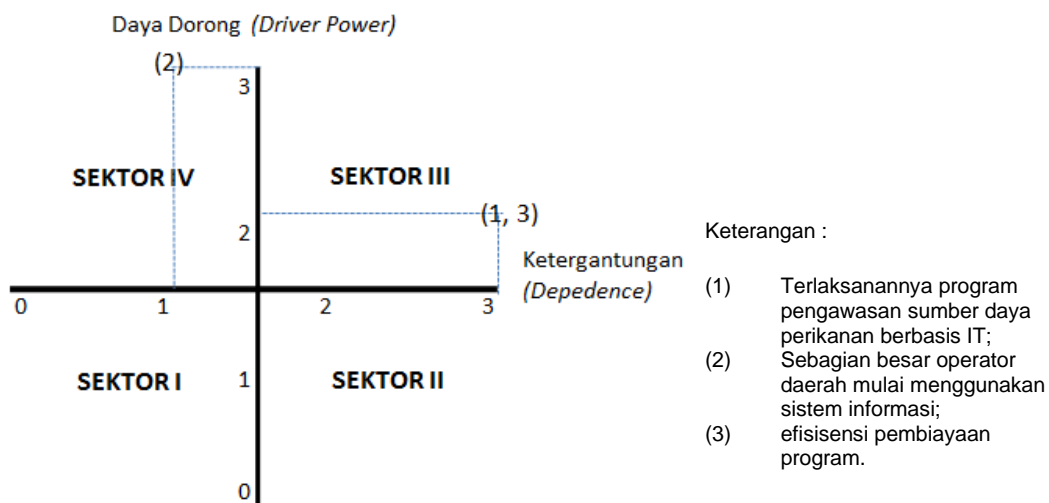 Daya Dorong (Driver Power)
(2)
3
SEKTOR IV
SEKTOR III
(1, 3)
2
Ketergantungan
(Depedence)
0
1
2
3
SEKTOR I
1
SEKTOR II
0
Keterangan :
(1) Terlaksanannya program
pengawasan sumber daya
perikanan berbasis IT;
(2) Sebagian besar operator
daerah mulai menggunakan
sistem informasi;
(3) efisisensi pembiayaan
program.